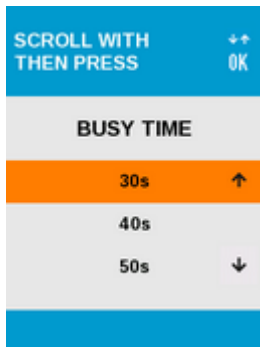 SCROLL WITH ↓↑
THEN PRESS OK
BUSY TIME
30s ↑
40s
50s ↓